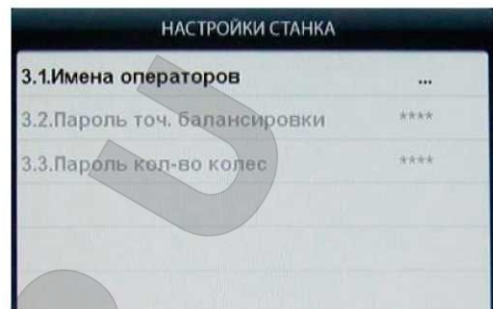 НАСТРОЙКИ СТАНКА
3.1.Имена операторов ...
3.2.Пароль точ. балансировки ****
3.3.Пароль кол-во колес ****